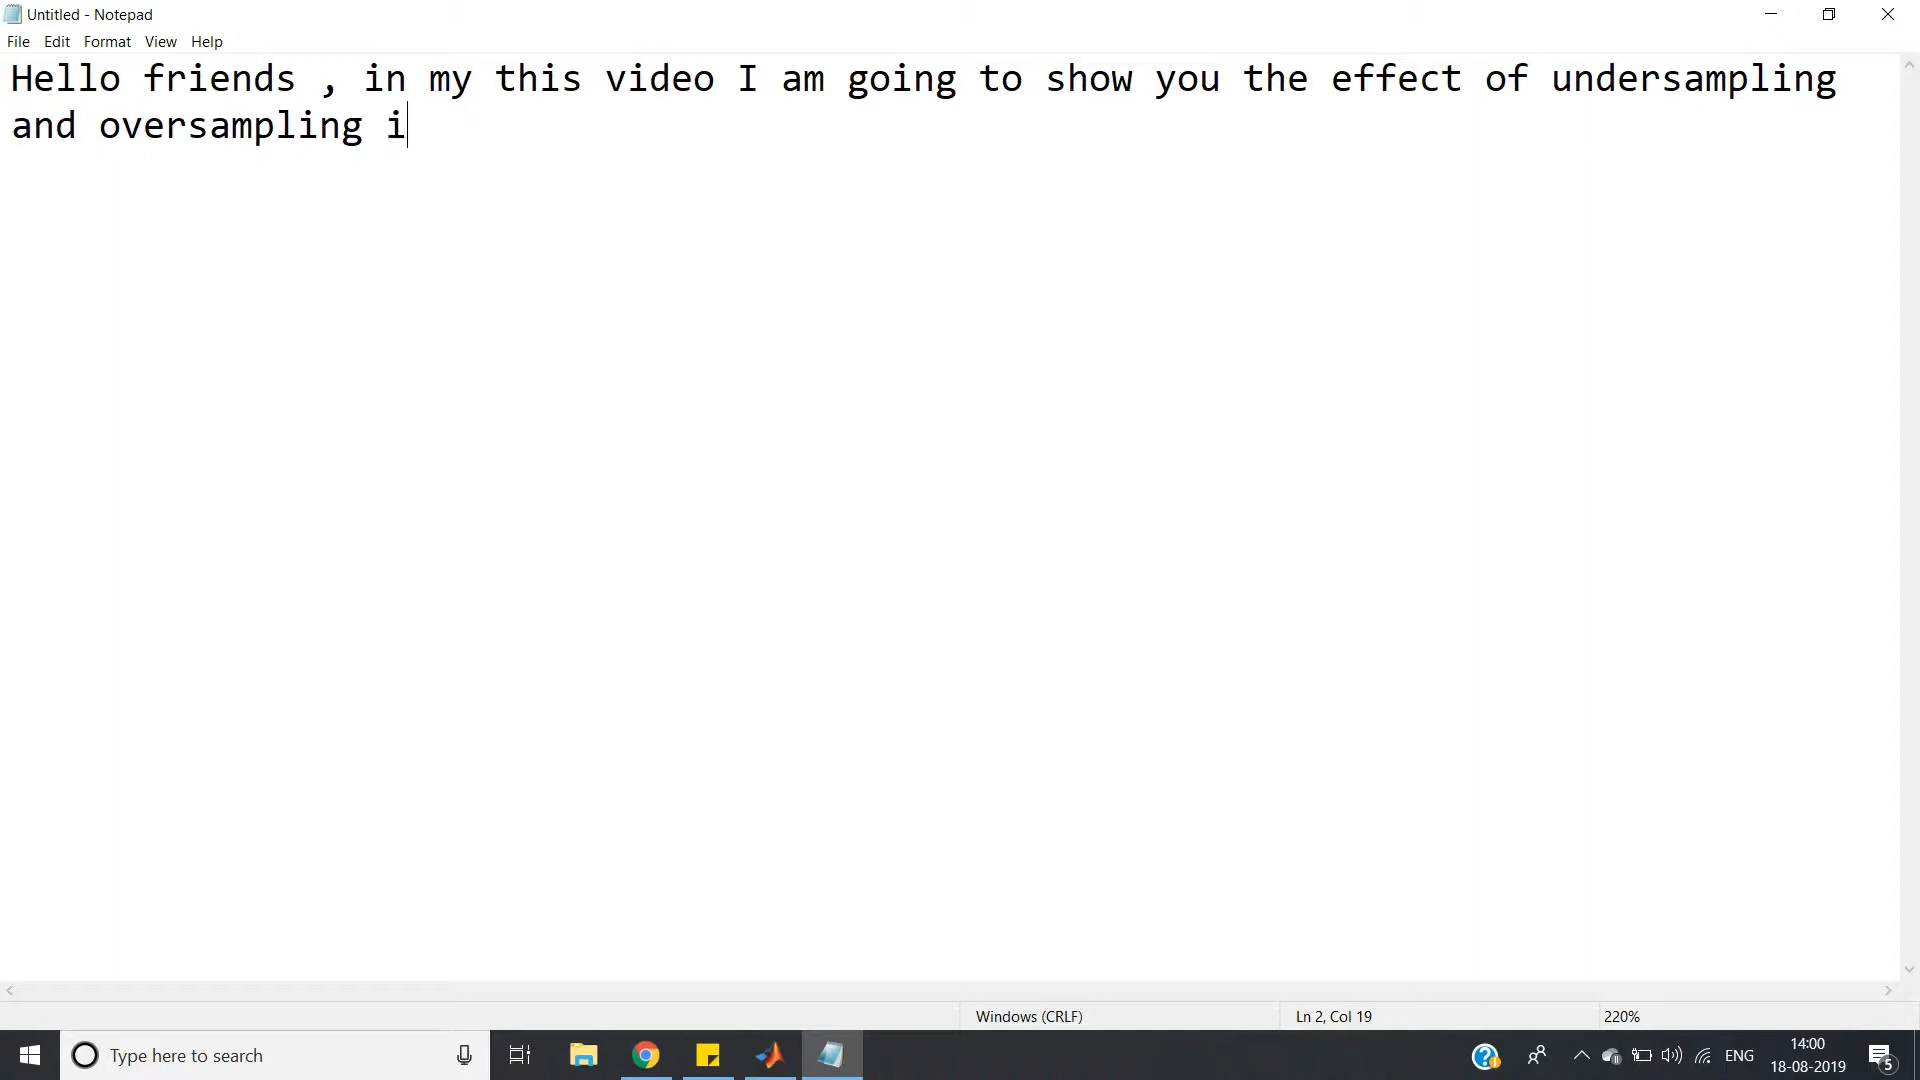 Untitled - Notepad
File Edit Format View Help
Hello friends , in my this video I am going to show you the effect of undersampling
and oversampling i
Windows (CRLF) Ln 2, Col 19 220%
Type here to search
ENG
14:00
18-08-2019
5